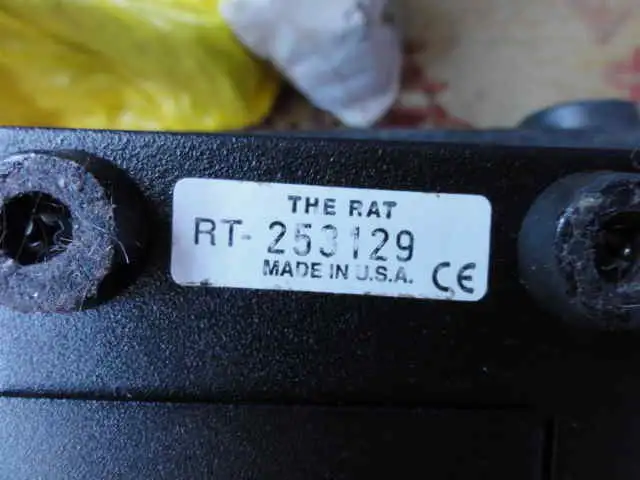 THE RAT
RT- 253129
MADE IN U.S.A. CE